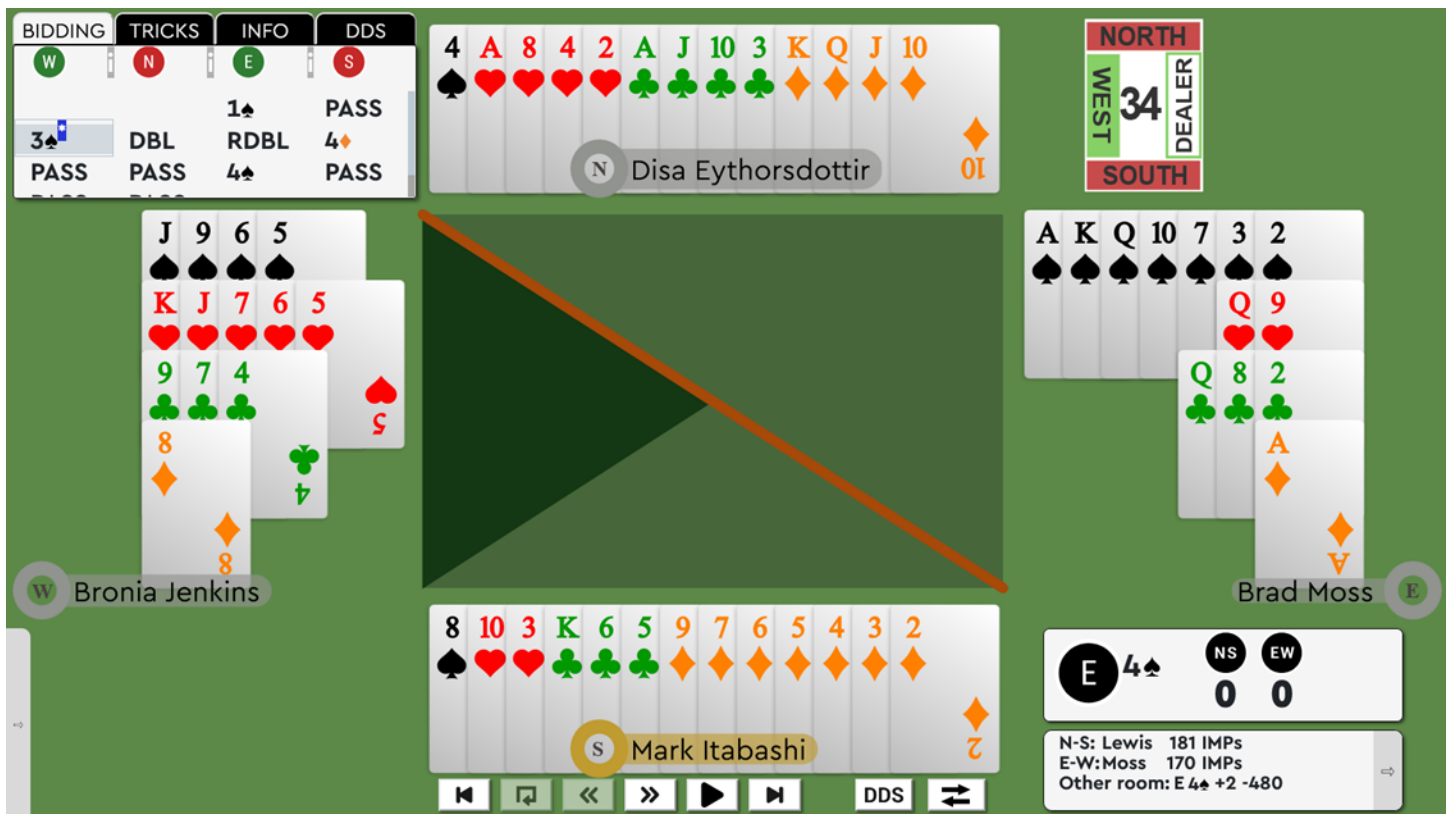 BIDDING TRICKS INFO DDS
W N E S
1♠ PASS
3♠* DBL RDBL 4♦
PASS PASS 4♠ PASS
4 A 8 4 2 A J 10 3 K Q J 10
10
N Disa Eythorsdottir
NORTH
WEST 34 DEALER
SOUTH
J 9 6 5
K J 7 6 5
5
9 7 4
4
8
8
W Bronia Jenkins
A K Q 10 7 3 2
Q 9
Q 8 2
A
A
Brad Moss E
8 10 3 K 6 5 9 7 6 5 4 3 2
2
S Mark Itabashi
E 4♠ NS EW
0 0
N-S: Lewis 181 IMPs
E-W: Moss 170 IMPs
Other room: E 4♠ +2 -480
DDS